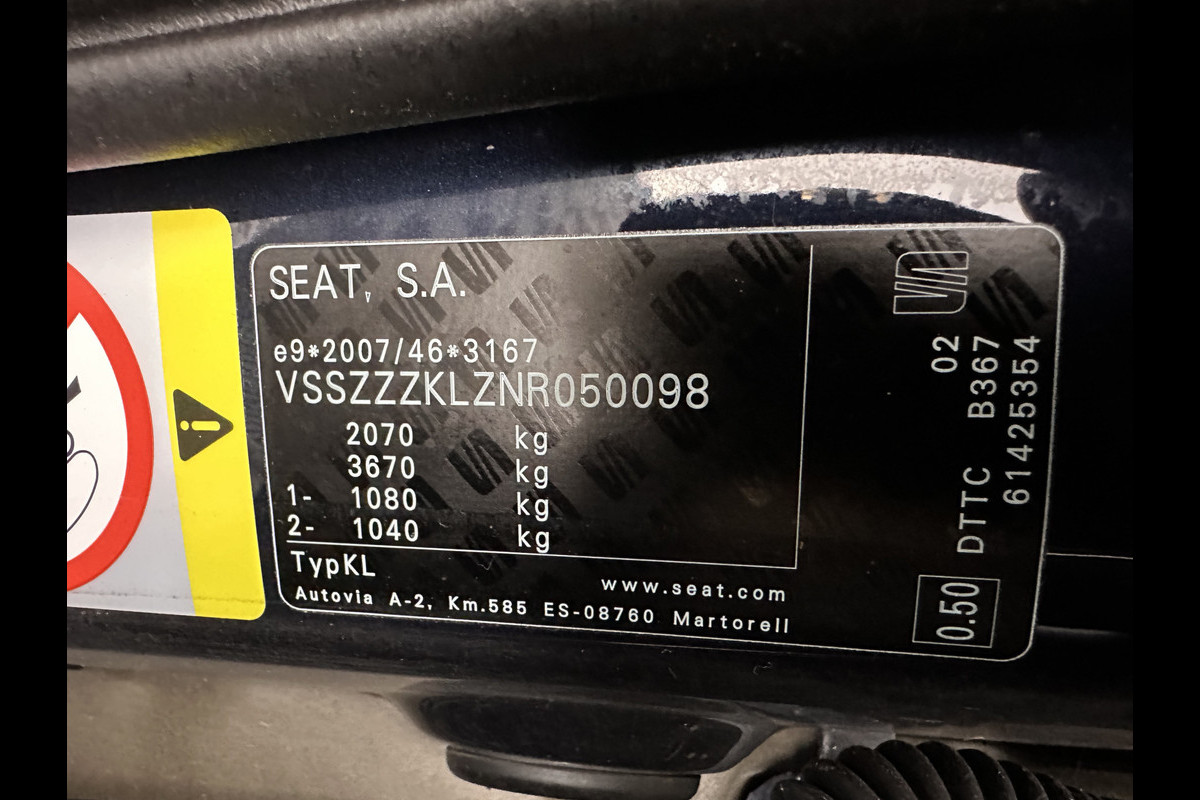 SEAT, S.A.
e9*2007/46*3167
VSSZZZKLZNR050098
2070 kg
3670 kg
1- 1080 kg
2- 1040 kg
TypKL
www.seat.com
Autovia A-2, Km.585 ES-08760 Martorell
02
DTTC B367
61425354
0.50